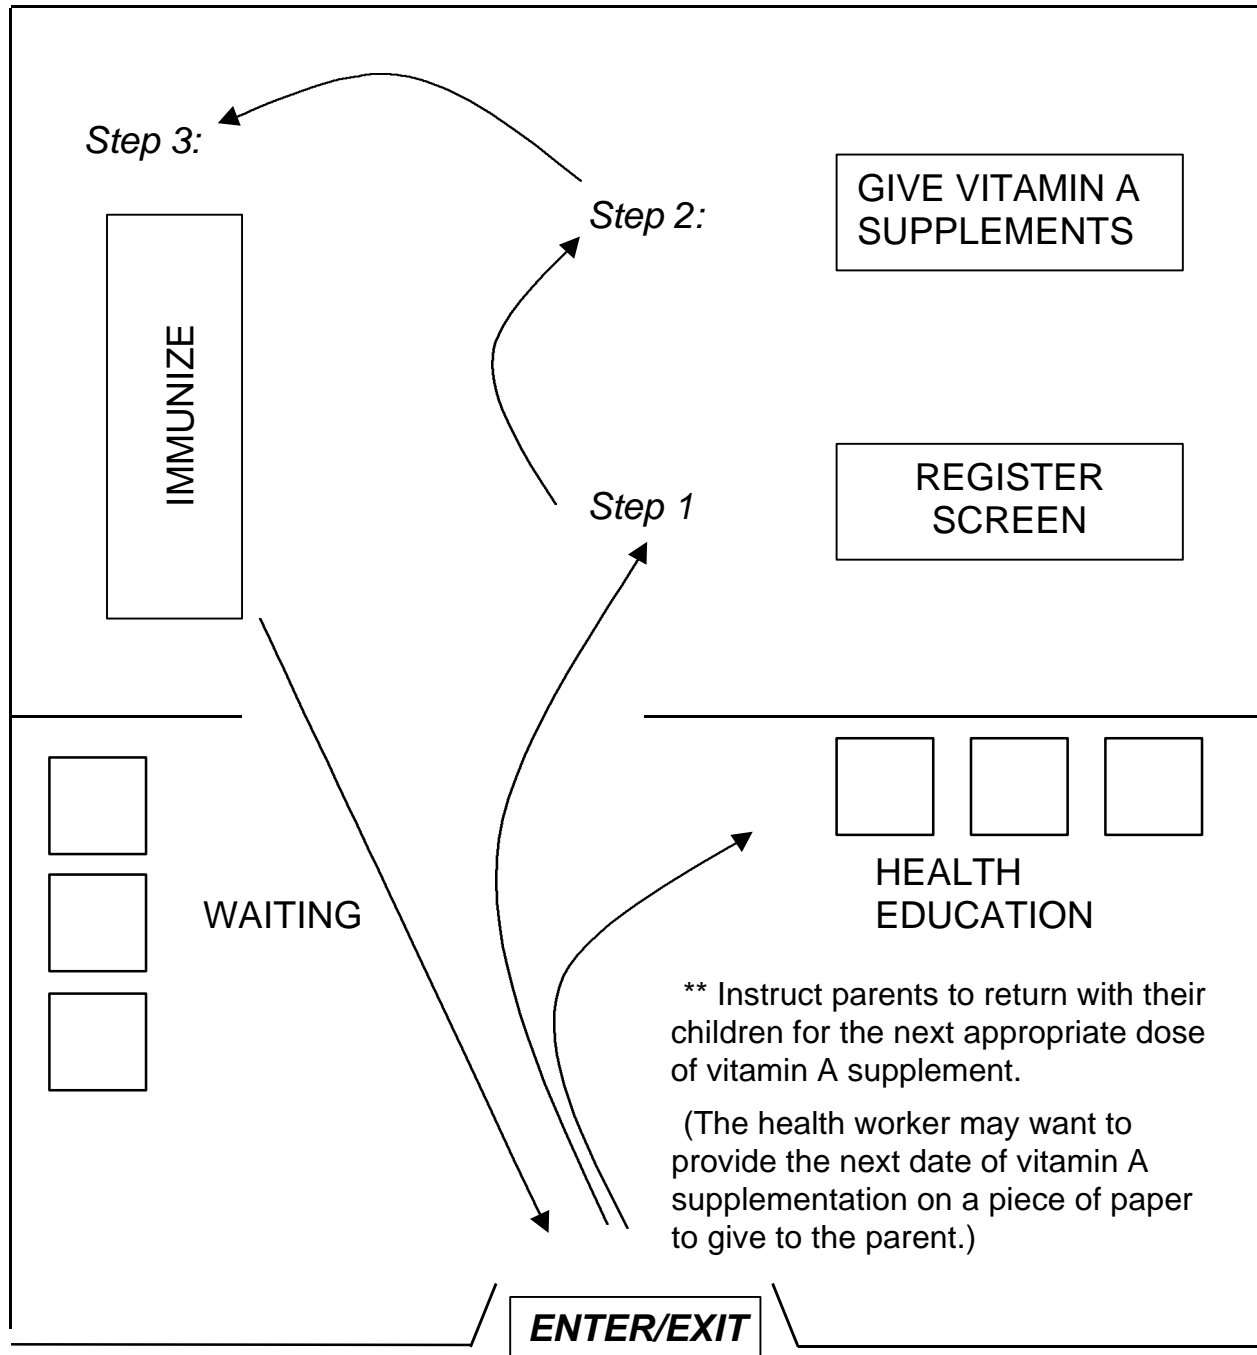 Step 3:
GIVE VITAMIN A
SUPPLEMENTS
Step 2:
IMMUNIZE
REGISTER
SCREEN
Step 1
WAITING
HEALTH
EDUCATION
** Instruct parents to return with their
children for the next appropriate dose
of vitamin A supplement.
(The health worker may want to
provide the next date of vitamin A
supplementation on a piece of paper
to give to the parent.)
ENTER/EXIT